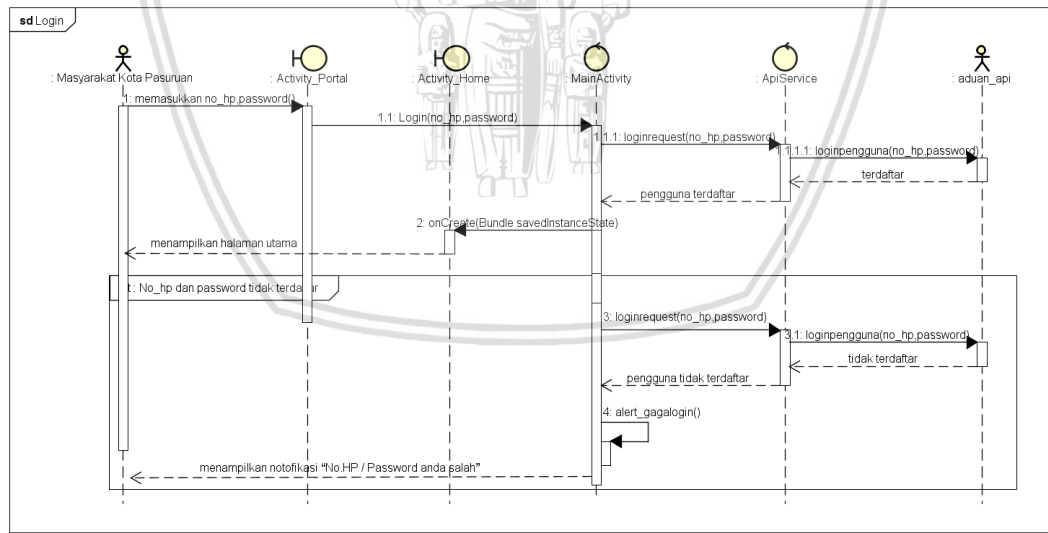 sd Login
: Masyarakat Kota Pasuruan
: Activity_Portal
: Activity_Home
: MainActivity
: ApiService
: aduan_api
1: memasukkan no_hp,password()
1.1: Login(no_hp,password)
1.1.1: loginrequest(no_hp,password)
1.1.1.1: loginpengguna(no_hp,password)
terdaftar
pengguna terdaftar
2: onCreate(Bundle savedInstanceState)
menampilkan halaman utama
t : No_hp dan password tidak terdaftar
3: loginrequest(no_hp,password)
3.1: loginpengguna(no_hp,password)
tidak terdaftar
pengguna tidak terdaftar
4: alert_gagalogin()
menampilkan notofikasi “No.HP / Password anda salah”